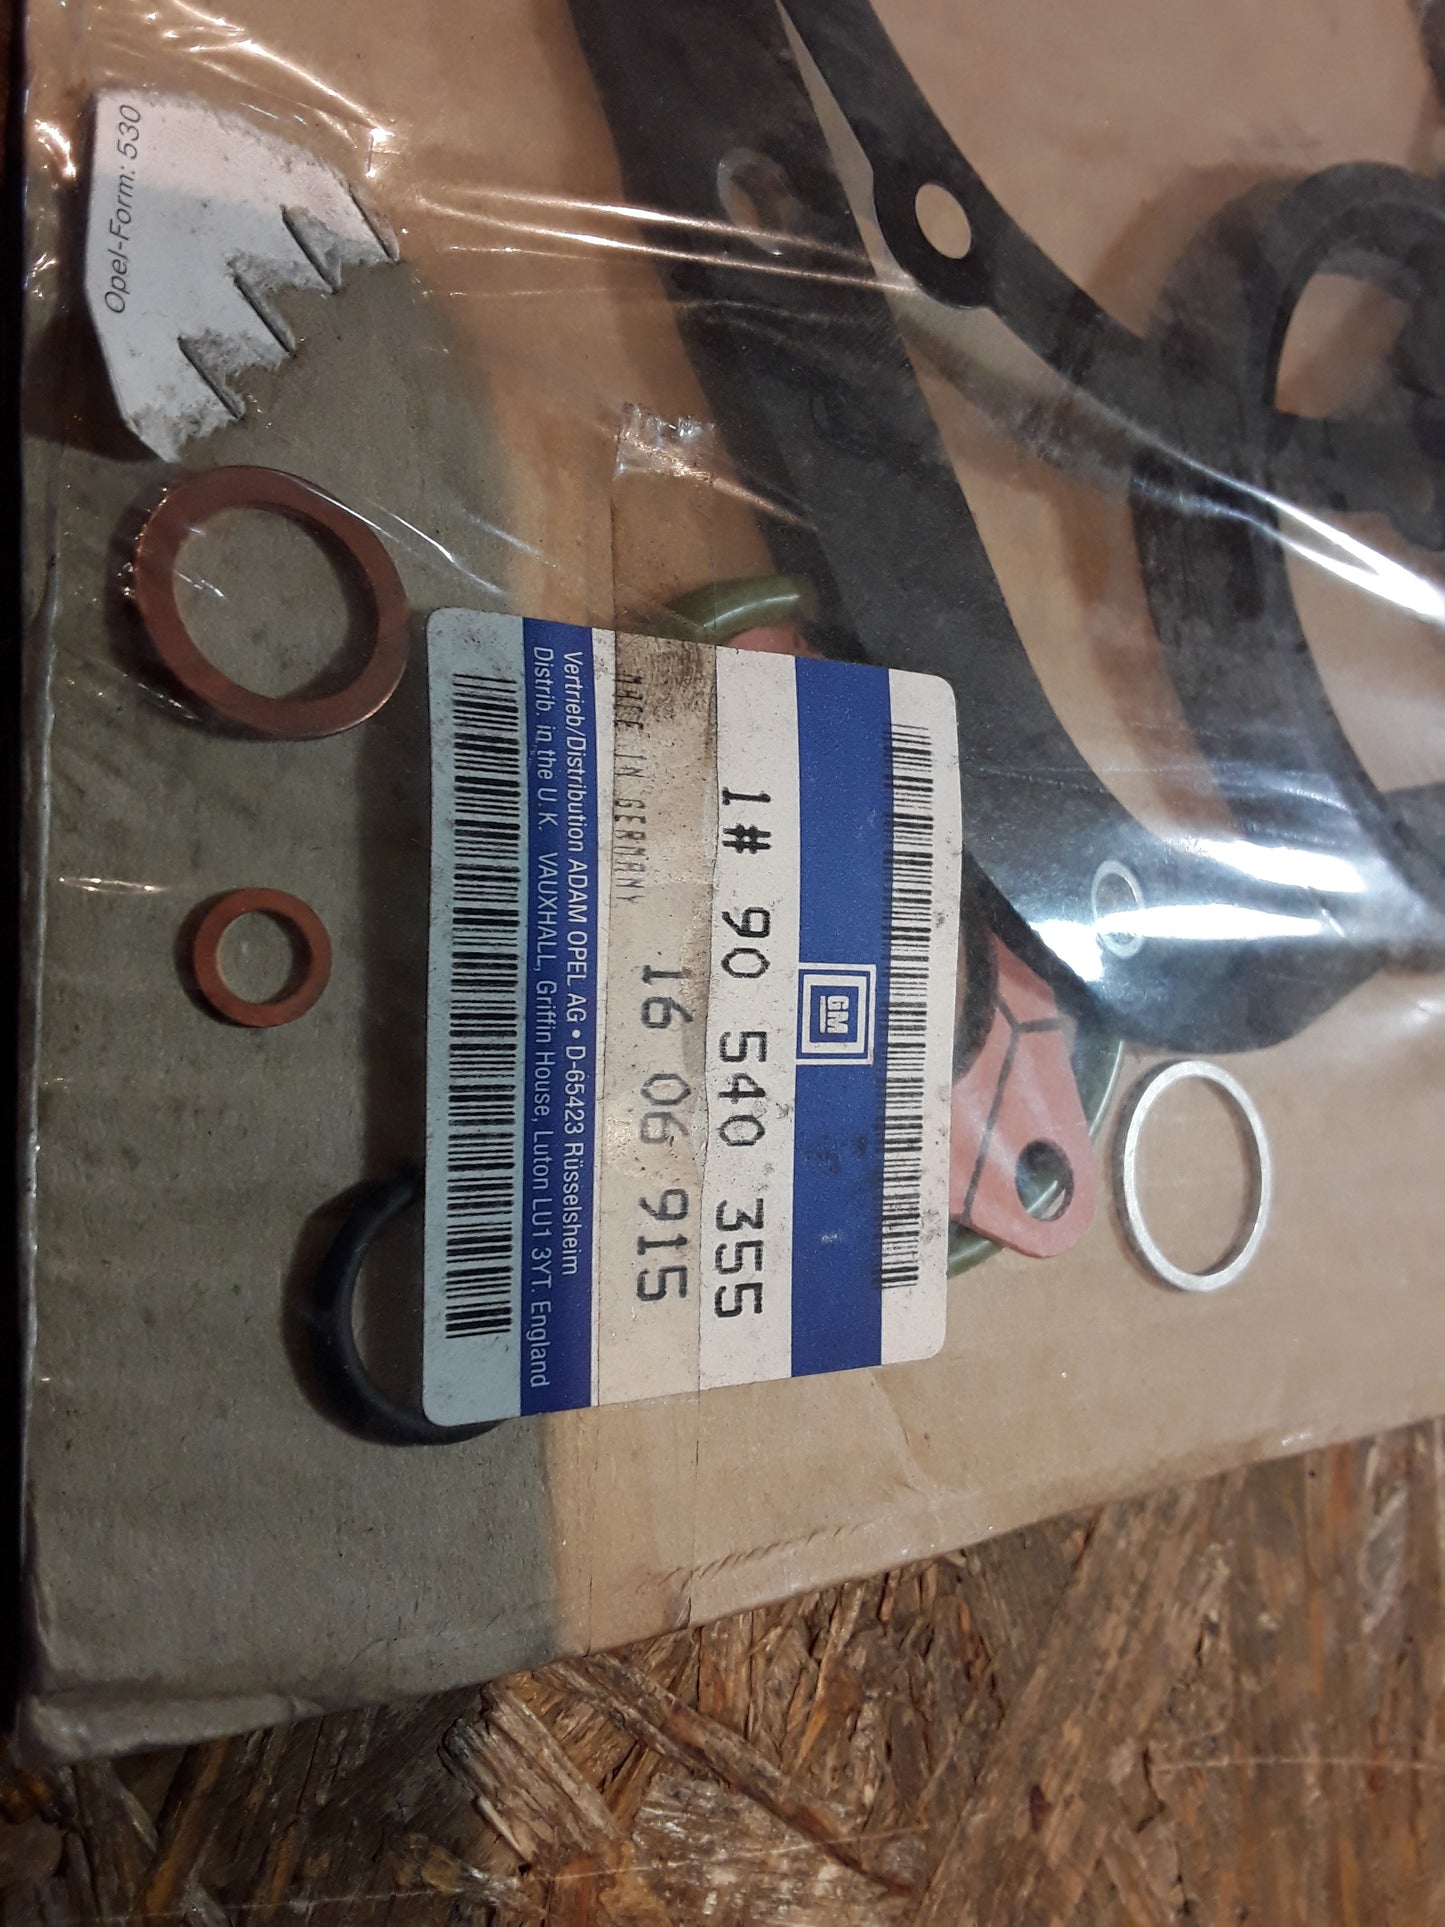 Opel-Form: 530
GM
1# 90 540 355
16 06 915
MADE IN GERMANY
Vertrieb/Distribution ADAM OPEL AG • D-65423 Rüsselsheim
Distrib. in the U.K. VAUXHALL, Griffin House, Luton LU1 3YT. England